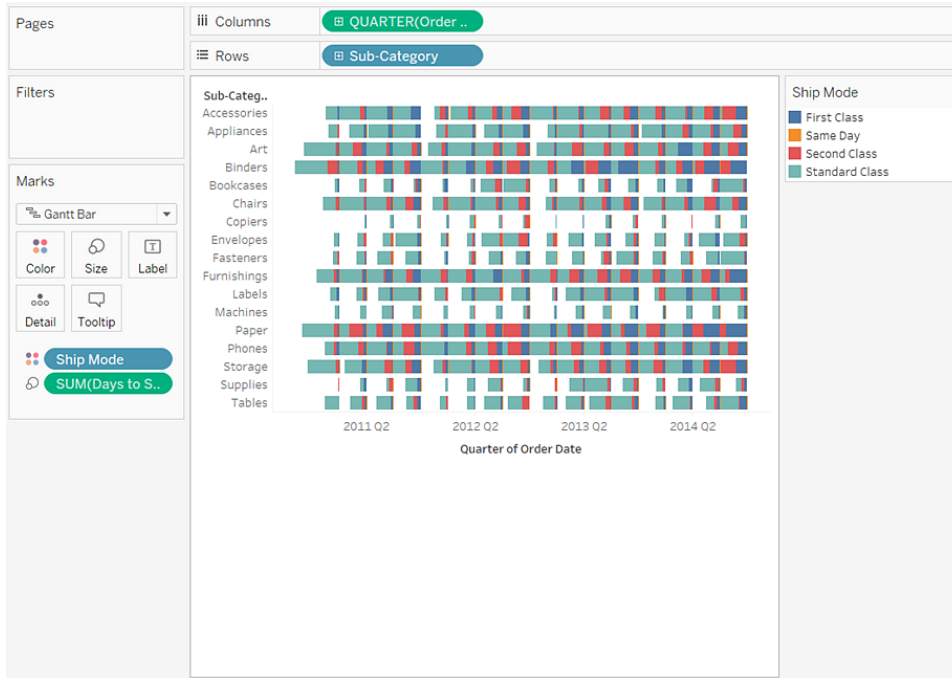 Pages
Columns
QUARTER(Order ..
Rows
Sub-Category
Filters
Marks
Gantt Bar
Color
Size
Label
Detail
Tooltip
Ship Mode
SUM(Days to S..
Sub-Categ..
Accessories
Appliances
Art
Binders
Bookcases
Chairs
Copiers
Envelopes
Fasteners
Furnishings
Labels
Machines
Paper
Phones
Storage
Supplies
Tables
2011 Q2 2012 Q2 2013 Q2 2014 Q2
Quarter of Order Date
Ship Mode
First Class
Same Day
Second Class
Standard Class